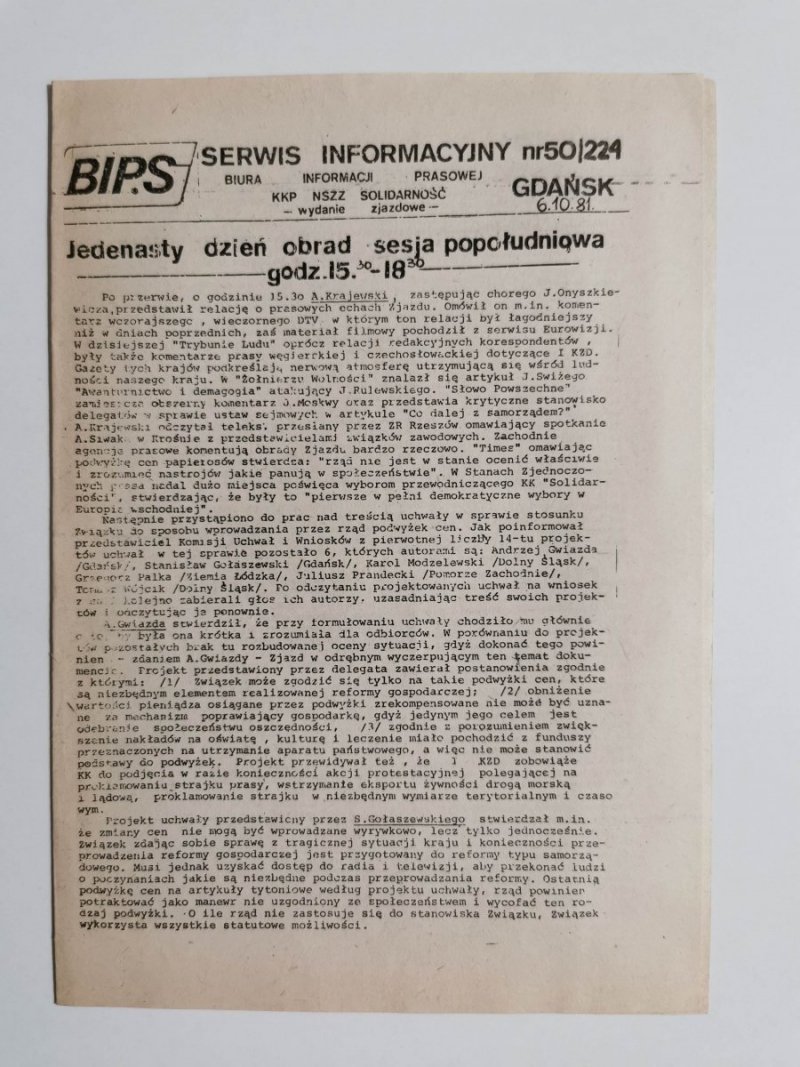 BIPS SERWIS INFORMACYJNY nr50/221
BIURA INFORMACJI PRASOWEJ
KKP NSZZ SOLIDARNOŚĆ GDAŃSK
- wydanie zjazdowe - 6.10.81.
Jedenasty dzień obrad sesja popołudniowa
godz.15.30-18 30
Po przerwie, o godzinie 15.3o A.Krajewski, zastępując chorego J.Onyszkie-
wicza,przedstawił relację o prasowych echach Zjazdu. Omówił on m.in. komen-
tarz wczorajszego , wieczornego DTV w którym ton relacji był łagodniejszy
niż w dniach poprzednich, zaś materiał filmowy pochodził z serwisu Eurowizji.
W dzisiejszej "Trybunie Ludu" oprócz relacji redakcyjnych korespondentów ,
były także komentarze prasy węgierrkiej i czechosłowackiej dotyczące I KZD.
Gazety tych krajów podkreślają nerwową atmosferę utrzymującą się wśród lud-
ności naszego kraju. W "Żołnierzu Wolności" znalazł się artykuł J.Swiżego
"Awanturnictwo i demagogia" atakujący J.Rulewskiego. "Słowo Powszechne"
zamieszcza obszerny komentarz J.Moskwy oraz przedstawia krytyczne stanowisko
delegatów w sprawie ustaw sejmowych w artykule "Co dalej z samorządem?"
A.Krajewski odczytał teleks przesłany przez ZR Rzeszów omawiający spotkanie
A.Siwaka w Krośnie z przedstawicielami związków zawodowych. Zachodnie
agencje prasowe komentują obrady Zjazdu bardzo rzeczowo. "Times" omawiając
podwyżkę cen papierosów stwierdza: "rząd nie jest w stanie ocenić właściwie
i zrozumieć nastrojów jakie panują w społeczeństwie". W Stanach Zjednoczo-
nych prasa nadal dużo miejsca poświęca wyborom przewodniczącego KK "Solidar-
ności", stwierdzając, że były to "pierwsze w pełni demokratyczne wybory w
Europie wschodniej".
Następnie przystąpiono do prac nad treścią uchwały w sprawie stosunku
Związku do sposobu wprowadzania przez rząd podwyżek cen. Jak poinformował
przedstawiciel Komisji Uchwał i Wniosków z pierwotnej liczby 14-tu projek-
tów uchwał w tej sprawie pozostało 6, których autorami są: Andrzej Gwiazda
/Gdańsk/, Stanisław Gołaszewski /Gdańsk/, Karol Modzelewski /Dolny Śląsk/,
Grzegorz Palka /Ziemia Łódzka/, Juliusz Prandecki /Pomorze Zachodnie/,
Tomasz Wójcik /Dolny Śląsk/. Po odczytaniu projektowanych uchwał na wniosek
z kolejno zabierali głos ich autorzy, uzasadniając treść swoich projek-
tów i odczytując je ponownie.
A.Gwiazda stwierdził, że przy formułowaniu uchwały chodziło mu głównie
o to, by była ona krótka i zrozumiała dla odbiorców. W porównaniu do projek-
tów pozostałych brak tu rozbudowanej oceny sytuacji, gdyż dokonać tego powi-
nien - zdaniem A.Gwiazdy - Zjazd w odrębnym wyczerpującym ten temat doku-
mencie. Projekt przedstawiony przez delegata zawierał postanowienia zgodnie
z którymi: /1/ Związek może zgodzić się tylko na takie podwyżki cen, które
są niezbędnym elementem realizowanej reformy gospodarczej; /2/ obniżenie
wartości pieniądza osiągane przez podwyżki zrekompensowane nie może być uzna-
ne za mechanizm poprawiający gospodarkę, gdyż jedynym jego celem jest
odebranie społeczeństwu oszczędności, /3/ zgodnie z porozumieniem zwięk-
szenie nakładów na oświatę , kulturę i leczenie miało pochodzić z funduszy
przeznaczonych na utrzymanie aparatu państwowego, a więc nie może stanowić
podstawy do podwyżek. Projekt przewidywał też , że I KZD zobowiąże
KK do podjęcia w razie konieczności akcji protestacyjnej polegającej na
proklamowaniu strajku prasy, wstrzymanie eksportu żywności drogą morską
i lądową, proklamowanie strajku w niezbędnym wymiarze terytorialnym i czaso
wym.
Projekt uchwały przedstawiony przez S.Gołaszewskiego stwierdzał m.in.
że zmiany cen nie mogą być wprowadzane wyrywkowo, lecz tylko jednocześnie.
Związek zdając sobie sprawę z tragicznej sytuacji kraju i konieczności prze-
prowadzenia reformy gospodarczej jest przygotowany do reformy typu samorzą-
dowego. Musi jednak uzyskać dostęp do radia i telewizji, aby przekonać ludzi
o poczynaniach jakie są niezbędne podczas przeprowadzania reformy. Ostatnią
podwyżkę cen na artykuły tytoniowe według projektu uchwały, rząd powinien
potraktować jako manewr nie uzgodniony ze społeczeństwem i wycofać ten ro-
dzaj podwyżki. O ile rząd nie zastosuje się do stanowiska Związku, Związek
wykorzysta wszystkie statutowe możliwości.